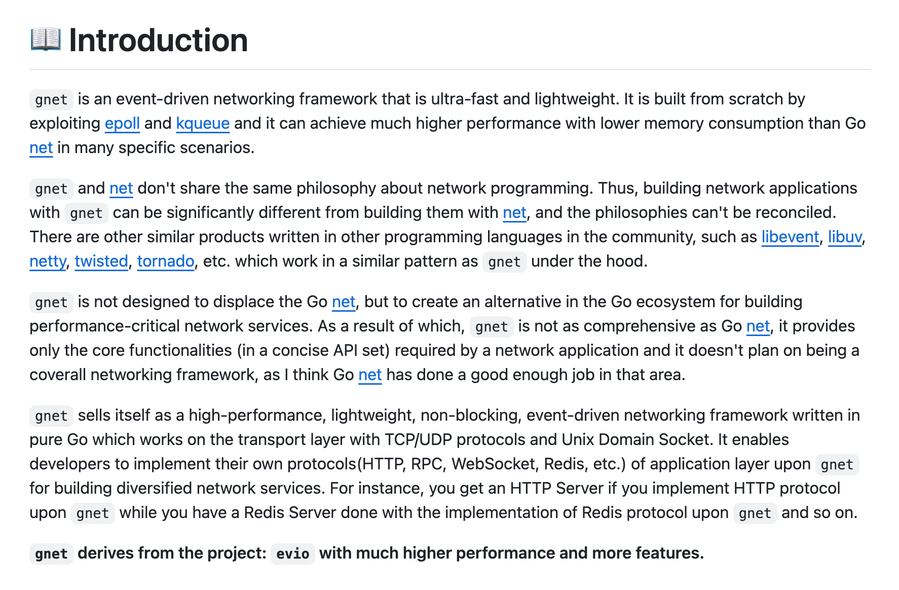 📖 Introduction
gnet is an event-driven networking framework that is ultra-fast and lightweight. It is built from scratch by
exploiting epoll and kqueue and it can achieve much higher performance with lower memory consumption than Go
net in many specific scenarios.
gnet and net don't share the same philosophy about network programming. Thus, building network applications
with gnet can be significantly different from building them with net, and the philosophies can't be reconciled.
There are other similar products written in other programming languages in the community, such as libevent, libuv,
netty, twisted, tornado, etc. which work in a similar pattern as gnet under the hood.
gnet is not designed to displace the Go net, but to create an alternative in the Go ecosystem for building
performance-critical network services. As a result of which, gnet is not as comprehensive as Go net, it provides
only the core functionalities (in a concise API set) required by a network application and it doesn't plan on being a
coverall networking framework, as I think Go net has done a good enough job in that area.
gnet sells itself as a high-performance, lightweight, non-blocking, event-driven networking framework written in
pure Go which works on the transport layer with TCP/UDP protocols and Unix Domain Socket. It enables
developers to implement their own protocols(HTTP, RPC, WebSocket, Redis, etc.) of application layer upon gnet
for building diversified network services. For instance, you get an HTTP Server if you implement HTTP protocol
upon gnet while you have a Redis Server done with the implementation of Redis protocol upon gnet and so on.
gnet derives from the project: evio with much higher performance and more features.